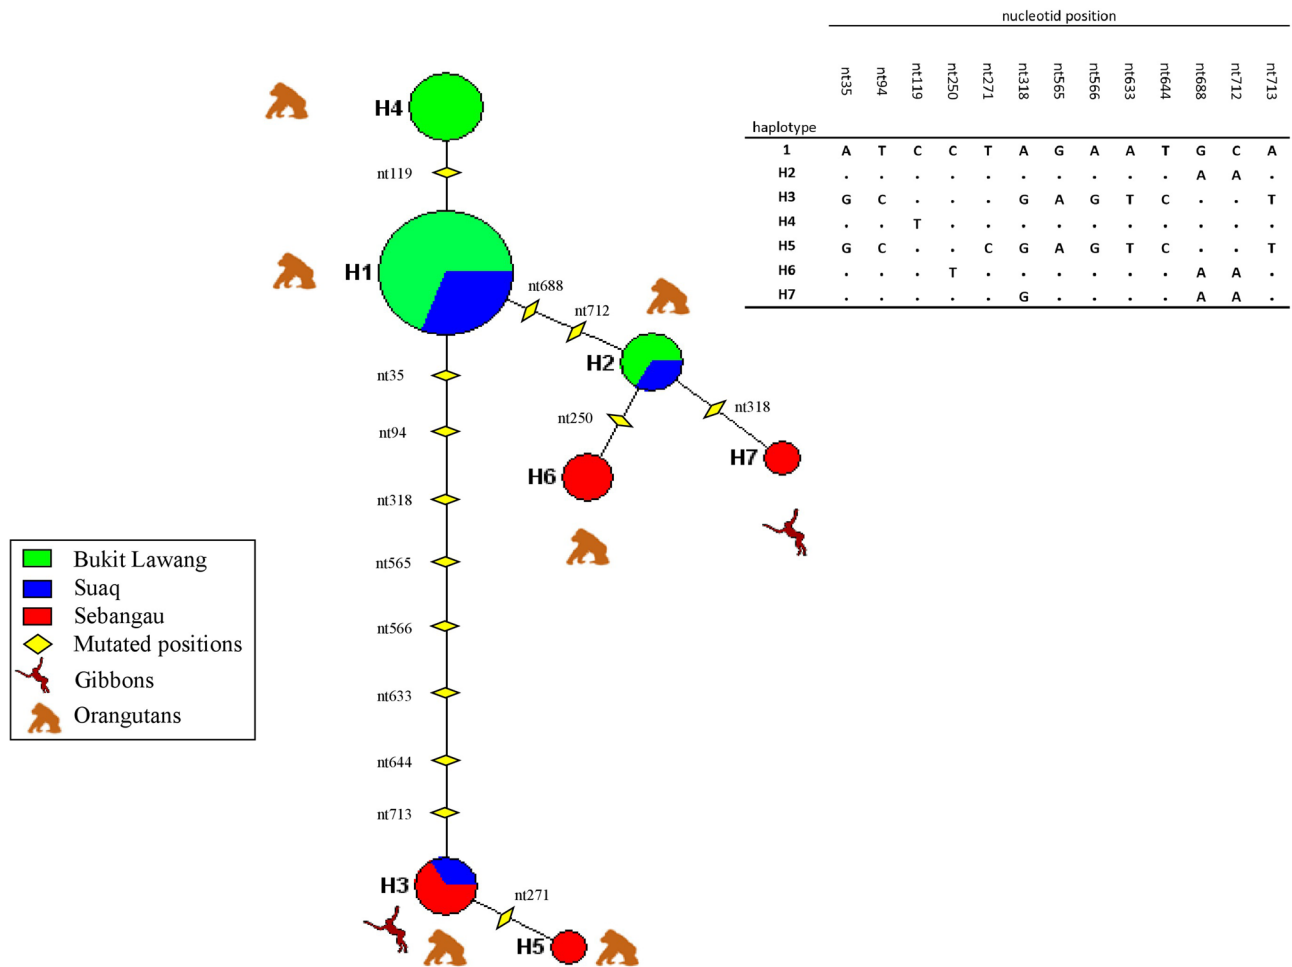 nucleotid position
nt35 nt94 nt119 nt250 nt271 nt318 nt565 nt566 nt633 nt644 nt688 nt712 nt713
haplotype
1 A T C C T A G A A T G C A
H2 . . . . . . . . . . A A .
H3 G C . . . G A G T C . . T
H4 . . T . . . . . . . . . .
H5 G C . . C G A G T C . . T
H6 . . . T . . . . . . A A .
H7 . . . . . G . . . . A A .
H4
nt119
H1
nt688
nt712
H2
nt35
nt94
nt250
nt318
H6
H7
nt318
nt565
nt566
nt633
nt644
nt713
H3
nt271
H5
Bukit Lawang
Suaq
Sebangau
Mutated positions
Gibbons
Orangutans